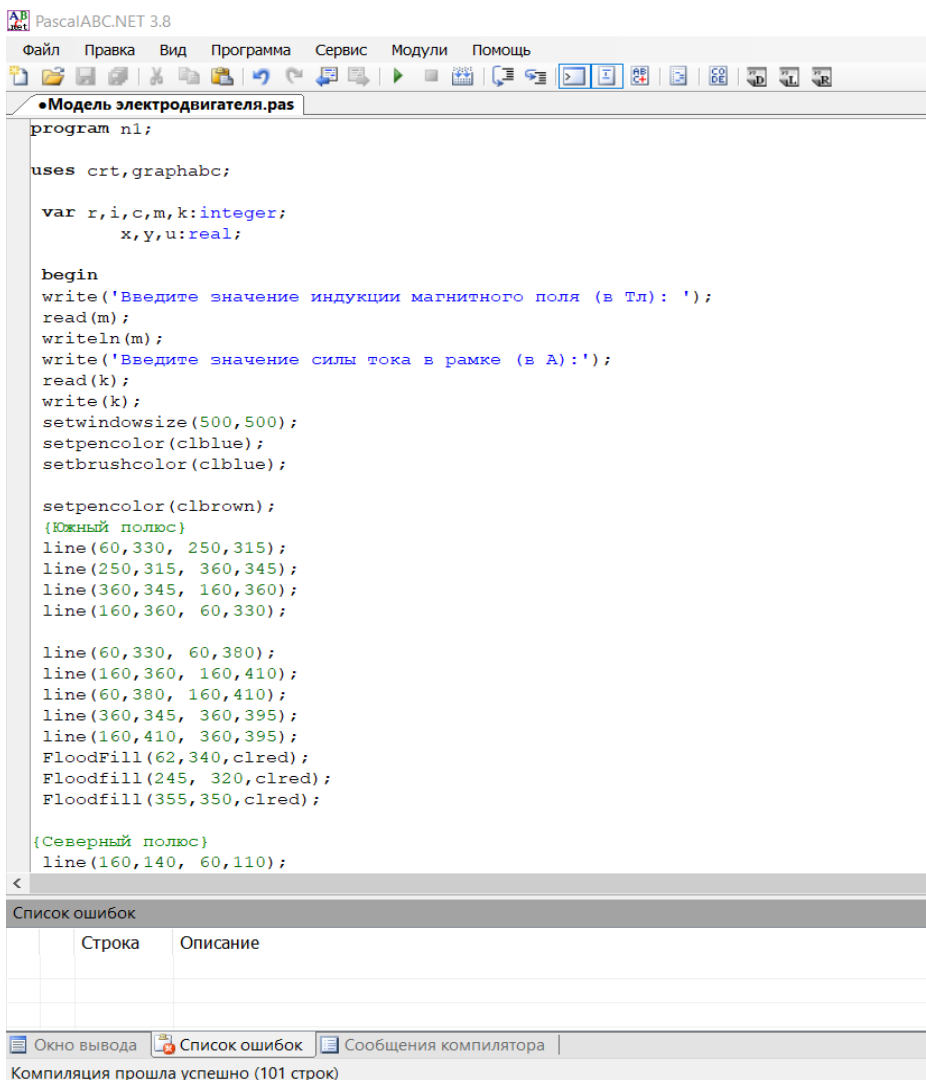 PascalABC.NET 3.8
Файл Правка Вид Программа Сервис Модули Помощь
•Модель электродвигателя.pas
program n1;
uses crt,graphabc;
var r,i,c,m,k:integer;
x,y,u:real;
begin
write('Введите значение индукции магнитного поля (в Тл): ');
read(m);
writeln(m);
write('Введите значение силы тока в рамке (в А):');
read(k);
write(k);
setwindowsize(500,500);
setpencolor(clblue);
setbrushcolor(clblue);
setpencolor(clbrown);
{Южный полюс}
line(60,330, 250,315);
line(250,315, 360,345);
line(360,345, 160,360);
line(160,360, 60,330);
line(60,330, 60,380);
line(160,360, 160,410);
line(60,380, 160,410);
line(360,345, 360,395);
line(160,410, 360,395);
FloodFill(62,340,clred);
Floodfill(245, 320,clred);
Floodfill(355,350,clred);
{Северный полюс}
line(160,140, 60,110);
Список ошибок
Строка Описание
Окно вывода Список ошибок Сообщения компилятора
Компиляция прошла успешно (101 строк)